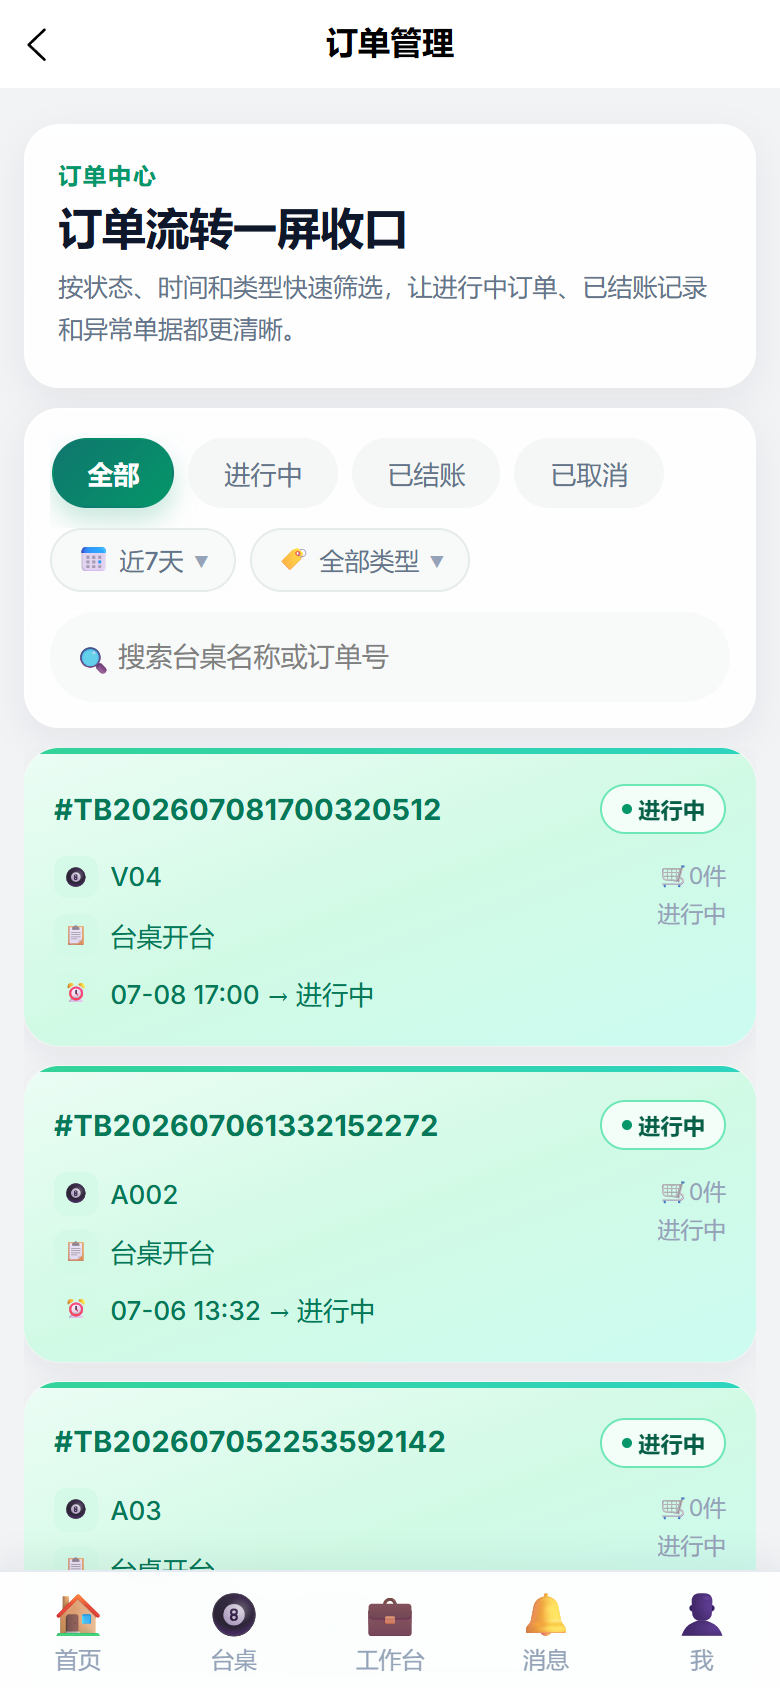 订单管理
订单中心
订单流转一屏收口
按状态、时间和类型快速筛选，让进行中订单、已结账记录
和异常单据都更清晰。
全部 进行中 已结账 已取消
近7天 ▼ 全部类型 ▼
搜索台桌名称或订单号
#TB202607081700320512 进行中
V04 0件
进行中
台桌开台
07-08 17:00 → 进行中
#TB202607061332152272 进行中
A002 0件
进行中
台桌开台
07-06 13:32 → 进行中
#TB202607052253592142 进行中
A03 0件
进行中
台桌开台
首页 台桌 工作台 消息 我